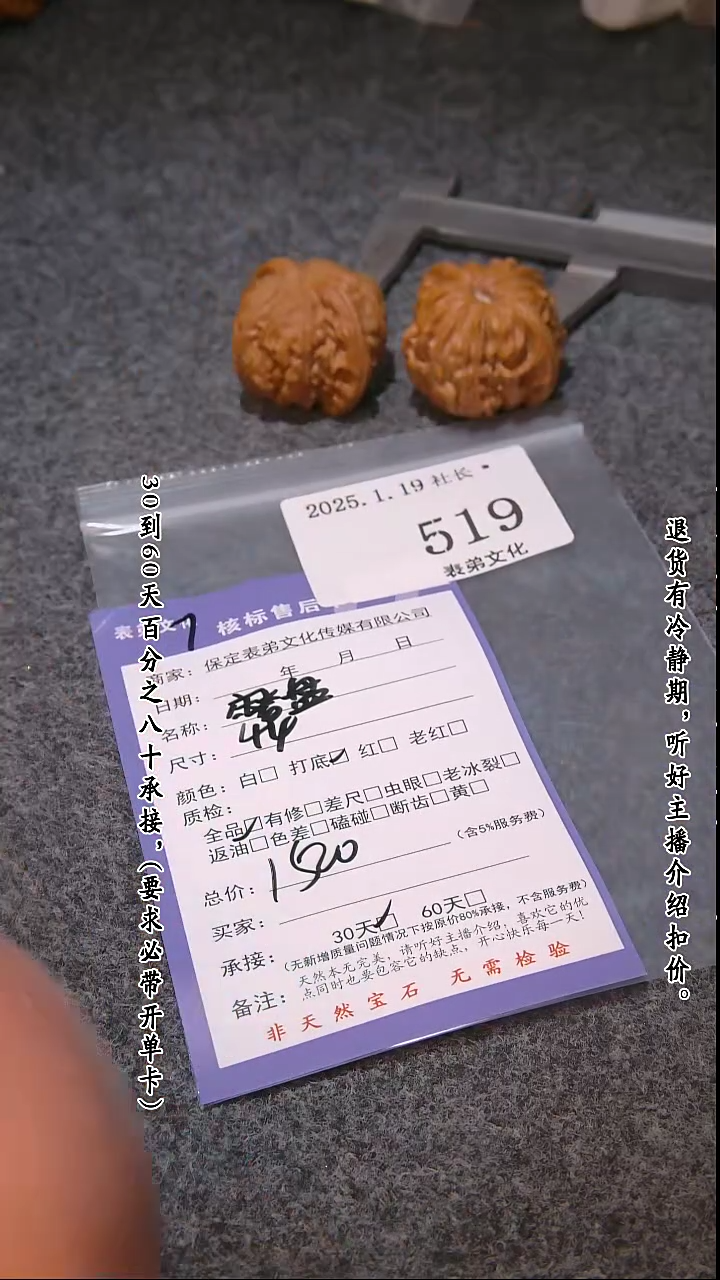 2025.1.19 社长
519
表弟文化
表弟文化
7
核标售后
商家：保定表弟文化传媒有限公司
日期： 年 月 日
名称：
尺寸：44
颜色：白□ 打底☑ 红□ 老红□
质检：
全品☑有修□差尺□虫眼□老冰裂□
返油□色差□磕碰□断齿□黄□
总价： （含5%服务费）
买家：
承接：30天☑ 60天□
（无新增质量问题情况下按原价80%承接，不含服务费）
备注：天然本无完美，请听好主播介绍，喜欢它的优
点同时也要包容它的缺点，开心快乐每一天！
非天然宝石 无需检验
30到60天百分之八十承接，（要求必带开单卡）
退货有冷静期，听好主播介绍扣价。